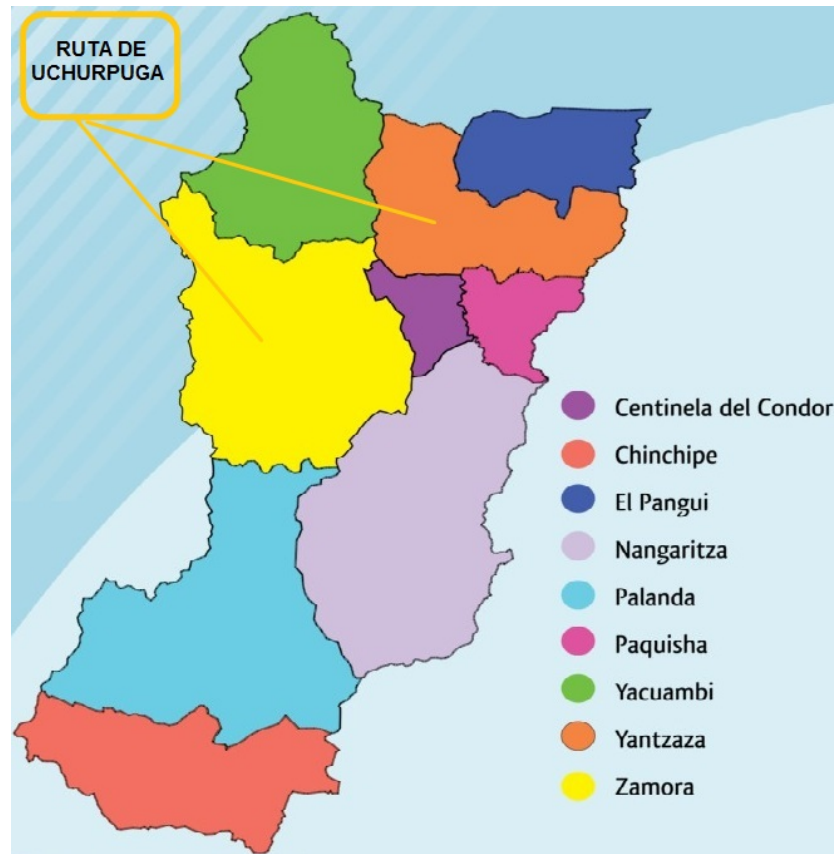 RUTA DE
UCHURPUGA
Centinela del Condor
Chinchipe
El Pangui
Nangaritza
Palanda
Paquisha
Yacuambi
Yantzaza
Zamora